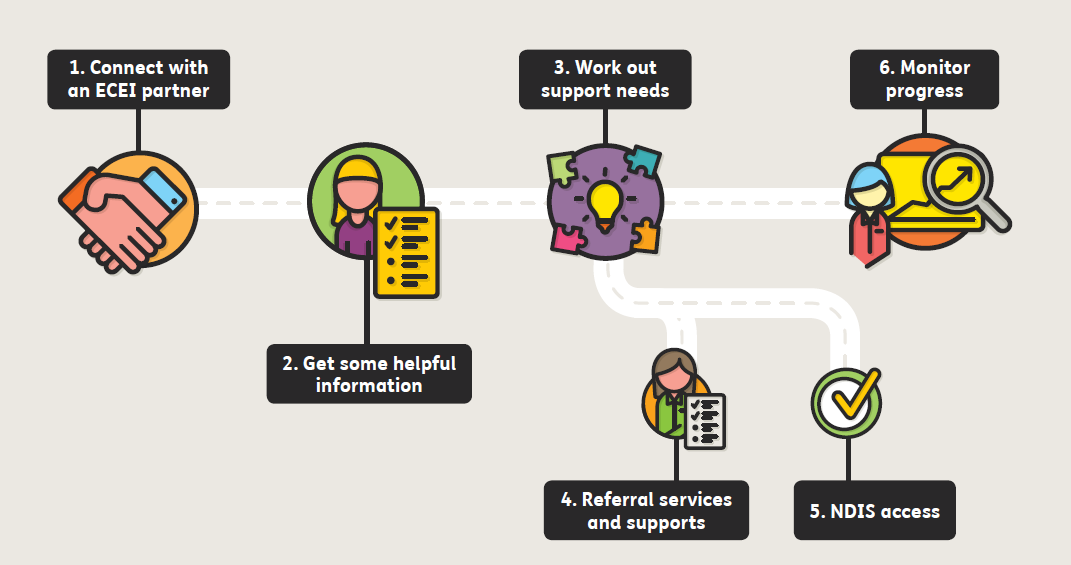 1. Connect with
an ECEI partner
2. Get some helpful
information
3. Work out
support needs
4. Referral services
and supports
5. NDIS access
6. Monitor
progress